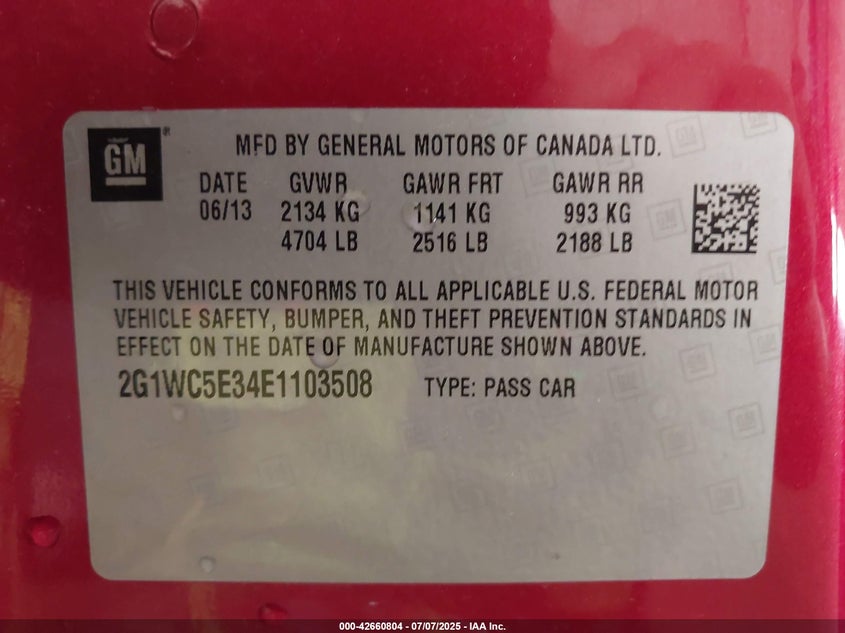 GM®
MFD BY GENERAL MOTORS OF CANADA LTD.
DATE GVWR GAWR FRT GAWR RR
06/13 2134 KG 1141 KG 993 KG
4704 LB 2516 LB 2188 LB
THIS VEHICLE CONFORMS TO ALL APPLICABLE U.S. FEDERAL MOTOR
VEHICLE SAFETY, BUMPER, AND THEFT PREVENTION STANDARDS IN
EFFECT ON THE DATE OF MANUFACTURE SHOWN ABOVE.
2G1WC5E34E1103508 TYPE: PASS CAR
000-42660804 - 07/07/2025 - IAA Inc.